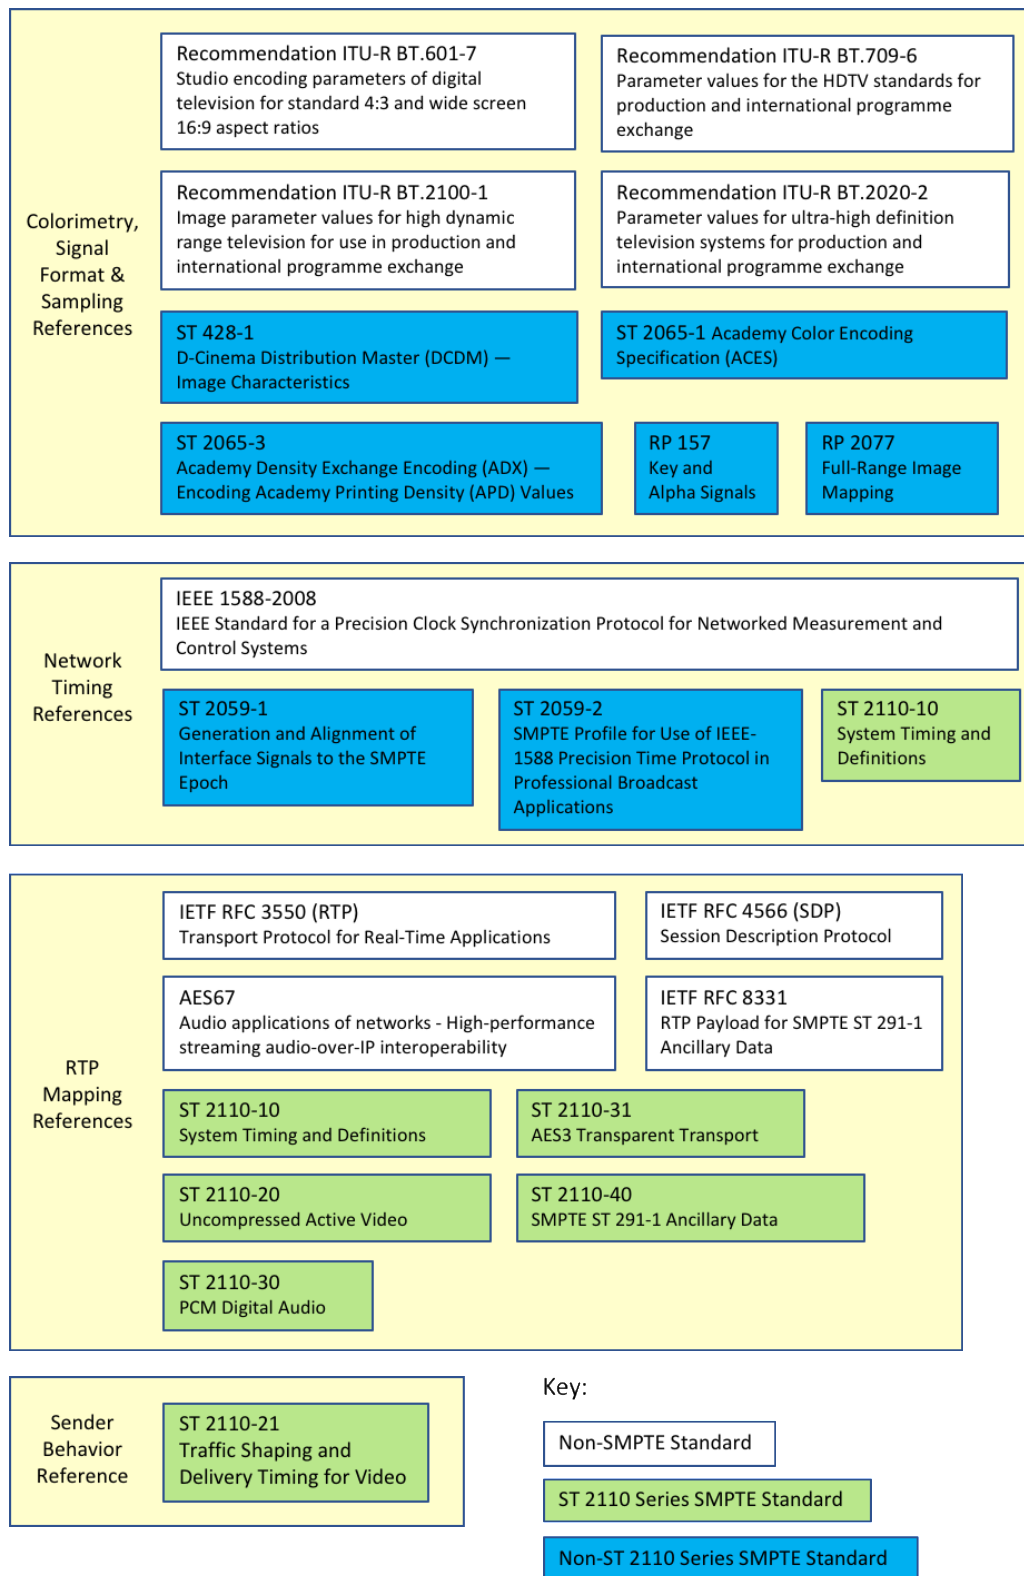 Colorimetry,
Signal
Format &
Sampling
References
Recommendation ITU-R BT.601-7
Studio encoding parameters of digital
television for standard 4:3 and wide screen
16:9 aspect ratios
Recommendation ITU-R BT.709-6
Parameter values for the HDTV standards for
production and international programme
exchange
Recommendation ITU-R BT.2100-1
Image parameter values for high dynamic
range television for use in production and
international programme exchange
Recommendation ITU-R BT.2020-2
Parameter values for ultra-high definition
television systems for production and
international programme exchange
ST 428-1
D-Cinema Distribution Master (DCDM) —
Image Characteristics
ST 2065-1 Academy Color Encoding
Specification (ACES)
ST 2065-3
Academy Density Exchange Encoding (ADX) —
Encoding Academy Printing Density (APD) Values
RP 157
Key and
Alpha Signals
RP 2077
Full-Range Image
Mapping
Network
Timing
References
IEEE 1588-2008
IEEE Standard for a Precision Clock Synchronization Protocol for Networked Measurement and
Control Systems
ST 2059-1
Generation and Alignment of
Interface Signals to the SMPTE
Epoch
ST 2059-2
SMPTE Profile for Use of IEEE-
1588 Precision Time Protocol in
Professional Broadcast
Applications
ST 2110-10
System Timing and
Definitions
RTP
Mapping
References
IETF RFC 3550 (RTP)
Transport Protocol for Real-Time Applications
IETF RFC 4566 (SDP)
Session Description Protocol
AES67
Audio applications of networks - High-performance
streaming audio-over-IP interoperability
IETF RFC 8331
RTP Payload for SMPTE ST 291-1
Ancillary Data
ST 2110-10
System Timing and Definitions
ST 2110-31
AES3 Transparent Transport
ST 2110-20
Uncompressed Active Video
ST 2110-40
SMPTE ST 291-1 Ancillary Data
ST 2110-30
PCM Digital Audio
Sender
Behavior
Reference
ST 2110-21
Traffic Shaping and
Delivery Timing for Video
Key:
Non-SMPTE Standard
ST 2110 Series SMPTE Standard
Non-ST 2110 Series SMPTE Standard